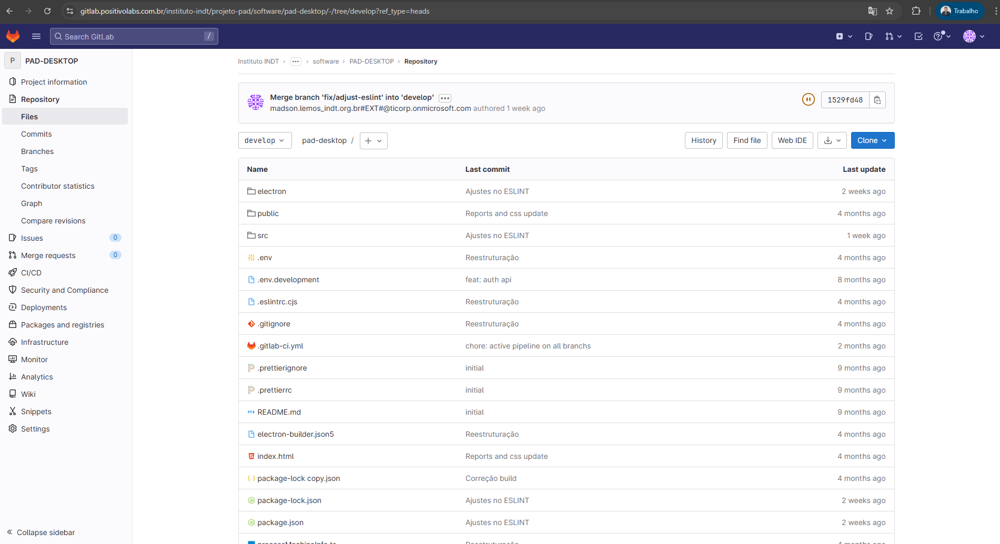 gitlab.positivolabs.com.br/instituto-indt/projeto-pad/software/pad-desktop/-/tree/develop?ref_type=heads
Trabalho
Search GitLab /
P PAD-DESKTOP
Project information
Repository
Files
Commits
Branches
Tags
Contributor statistics
Graph
Compare revisions
Issues 0
Merge requests 0
CI/CD
Security and Compliance
Deployments
Packages and registries
Infrastructure
Monitor
Analytics
Wiki
Snippets
Settings
Collapse sidebar
Instituto INDT › ••• › software › PAD-DESKTOP › Repository
Merge branch 'fix/adjust-eslint' into 'develop' •••
madson.lemos_indt.org.br#EXT#@ticorp.onmicrosoft.com authored 1 week ago
1529fd48
develop pad-desktop / +
History Find file Web IDE Clone
Name Last commit Last update
electron Ajustes no ESLINT 2 weeks ago
public Reports and css update 4 months ago
src Ajustes no ESLINT 1 week ago
.env Reestruturação 4 months ago
.env.development feat: auth api 8 months ago
.eslintrc.cjs Reestruturação 4 months ago
.gitignore Reestruturação 4 months ago
.gitlab-ci.yml chore: active pipeline on all branchs 2 months ago
.prettierignore initial 9 months ago
.prettierrc initial 9 months ago
README.md initial 9 months ago
electron-builder.json5 Reestruturação 4 months ago
index.html Reports and css update 4 months ago
package-lock copy.json Correção build 4 months ago
package-lock.json Ajustes no ESLINT 2 weeks ago
package.json Ajustes no ESLINT 2 weeks ago